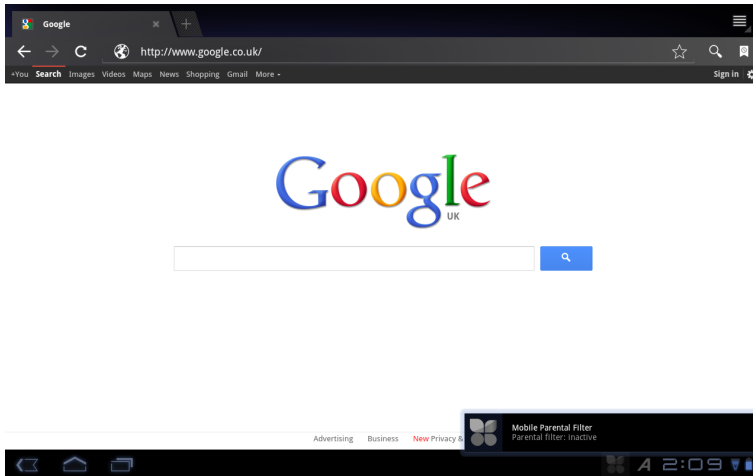 Google
http://www.google.co.uk/
+You Search Images Videos Maps News Shopping Gmail More
Sign in
Google
UK
Advertising Business New Privacy &
Mobile Parental Filter
Parental filter: inactive
A 2:09